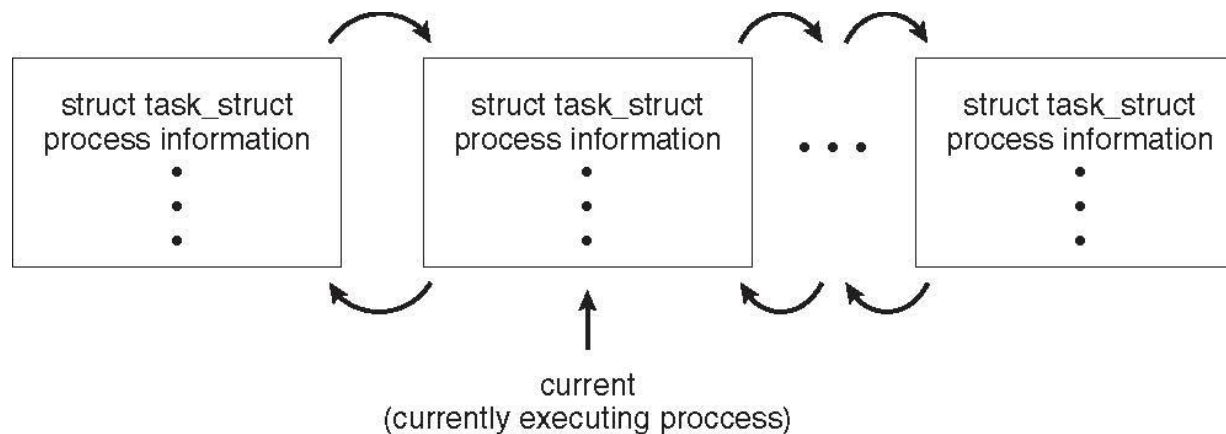 struct task_struct
process information
struct task_struct
process information
struct task_struct
process information
current
(currently executing proccess)